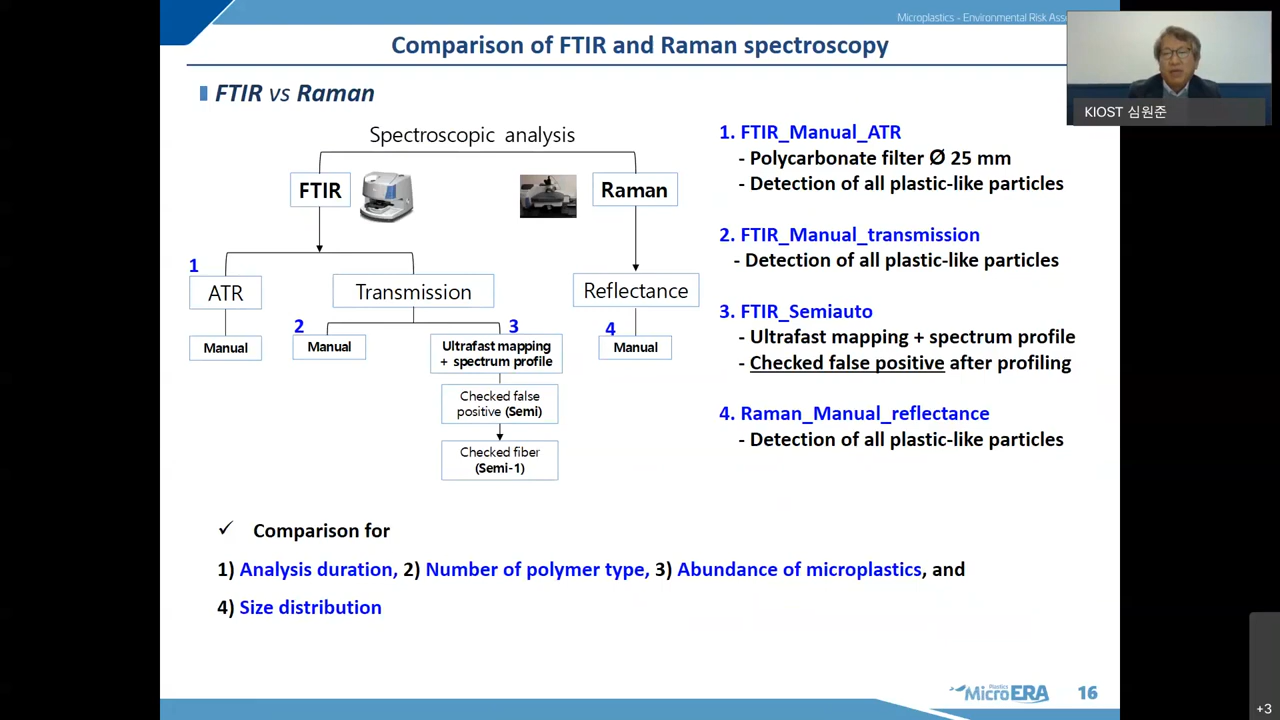 Microplastics - Environmental Risk Ass
Comparison of FTIR and Raman spectroscopy
KIOST 심원준
FTIR vs Raman
Spectroscopic analysis
FTIR
Raman
1
ATR
Transmission
Reflectance
2
3
4
Manual
Manual
Ultrafast mapping
+ spectrum profile
Manual
Checked false
positive (Semi)
Checked fiber
(Semi-1)
1. FTIR_Manual_ATR
- Polycarbonate filter Ø 25 mm
- Detection of all plastic-like particles
2. FTIR_Manual_transmission
- Detection of all plastic-like particles
3. FTIR_Semiauto
- Ultrafast mapping + spectrum profile
- Checked false positive after profiling
4. Raman_Manual_reflectance
- Detection of all plastic-like particles
✓ Comparison for
1) Analysis duration, 2) Number of polymer type, 3) Abundance of microplastics, and
4) Size distribution
Plastics
MicroERA
16
+3